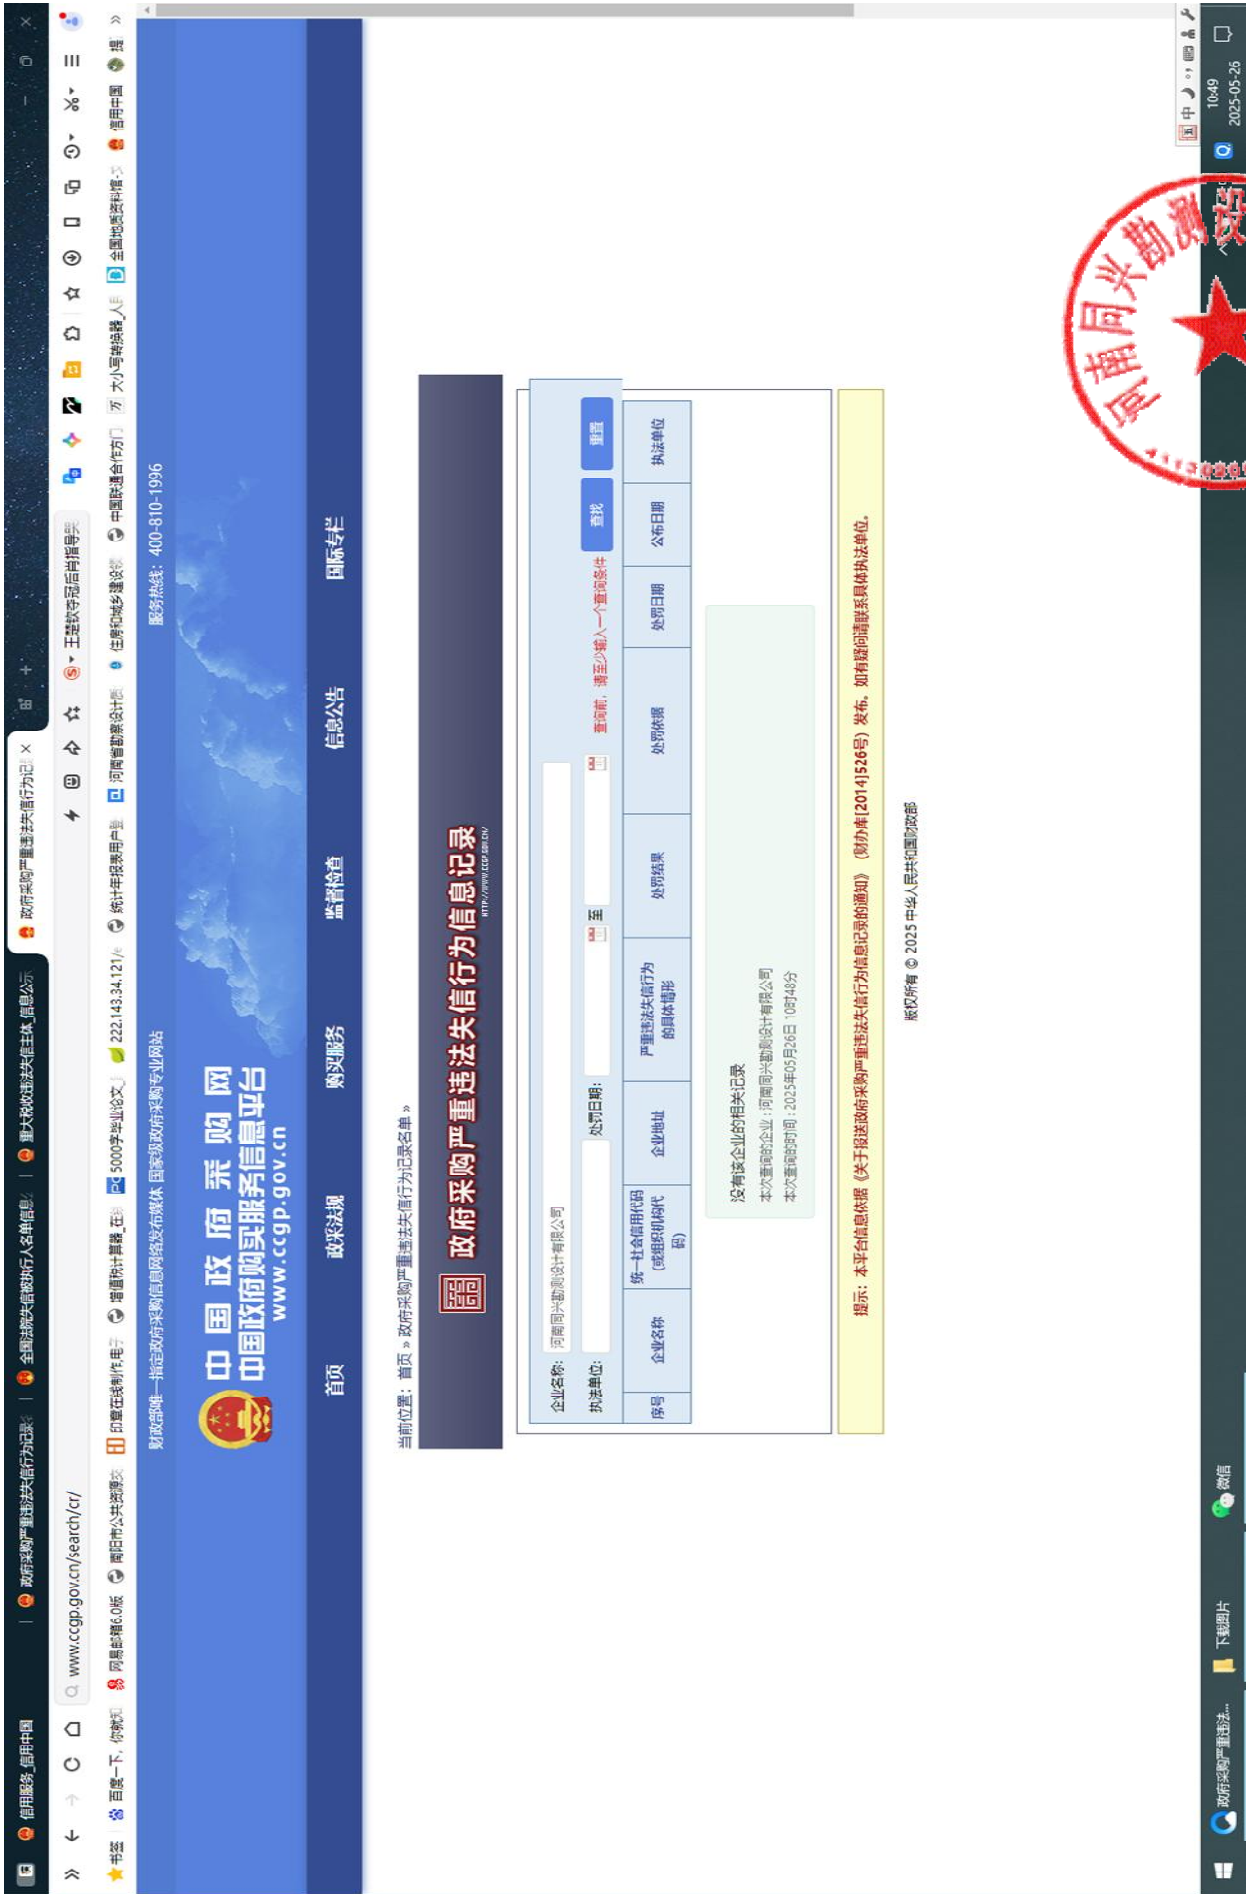 信用服务_信用中国
政府采购严重违法失信行为记录
全国法院失信被执行人名单信息
重大税收违法失信主体_信息公示
政府采购严重违法失信行为记
www.ccgp.gov.cn/search/cr/
王楚钦夺冠后肖指导哭
书签
百度一下，你就知
网易邮箱6.0版
南阳市公共资源交
印章在线制作,电子
增值税计算器_在
5000字毕业论文_
222.143.34.121/
统计年报表用户登
河南省勘察设计
住房和城乡建设
中国联通合作方门
大小写转换器_人
全国地质资料馆
信用中国
财政部唯一指定政府采购信息网络发布媒体 国家级政府采购专业网站
服务热线：400-810-1996
中国政府采购网
中国政府购买服务信息平台
www.ccgp.gov.cn
首页
政采法规
购买服务
监督检查
信息公告
国际专栏
当前位置：首页 » 政府采购严重违法失信行为记录名单 »
政府采购严重违法失信行为信息记录
HTTP://WWW.CCGP.GOV.CN/
企业名称：
河南同兴勘测设计有限公司
执法单位：
处罚日期：
至
查询前，请至少输入一个查询条件
查找
重置
序号
企业名称
统一社会信用代码
(或组织机构代
码)
企业地址
严重违法失信行为
的具体情形
处罚结果
处罚依据
处罚日期
公布日期
执法单位
没有该企业的相关记录
本次查询的企业：河南同兴勘测设计有限公司
本次查询的时间：2025年05月26日 10时48分
提示：本平台信息依据《关于报送政府采购严重违法失信行为信息记录的通知》（财办库[2014]526号）发布。如有疑问请联系具体执法单位。
版权所有 © 2025 中华人民共和国财政部
河南同兴勘测设
中
政府采购严重违法...
下载图片
微信
10:49
2025-05-26